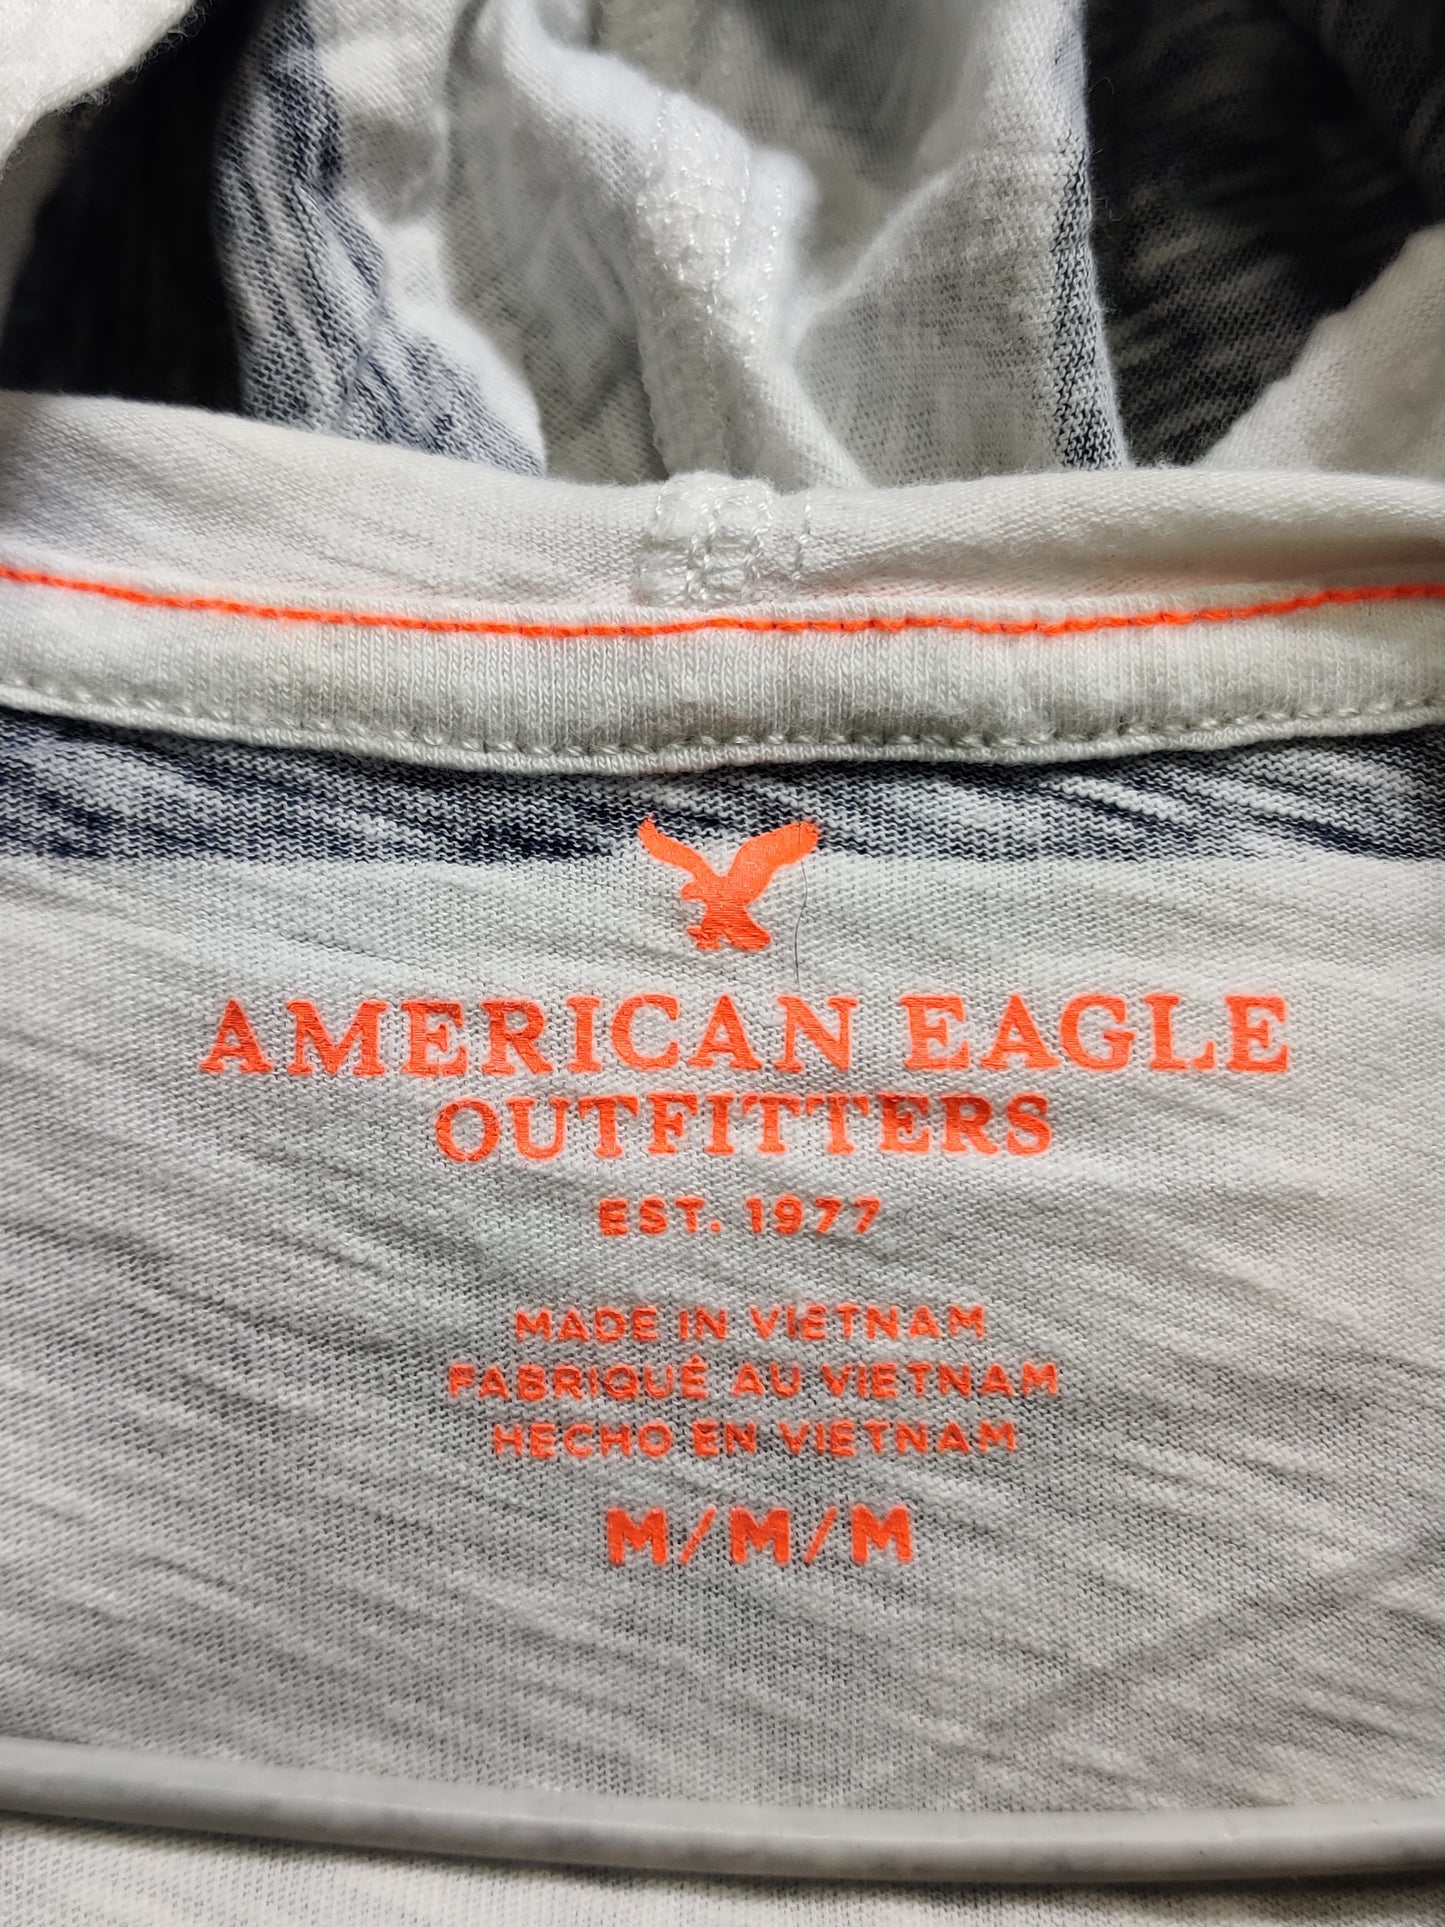 AMERICAN EAGLE
OUTFITTERS
EST. 1977
MADE IN VIETNAM
FABRIQUÉ AU VIETNAM
HECHO EN VIETNAM
M/M/M